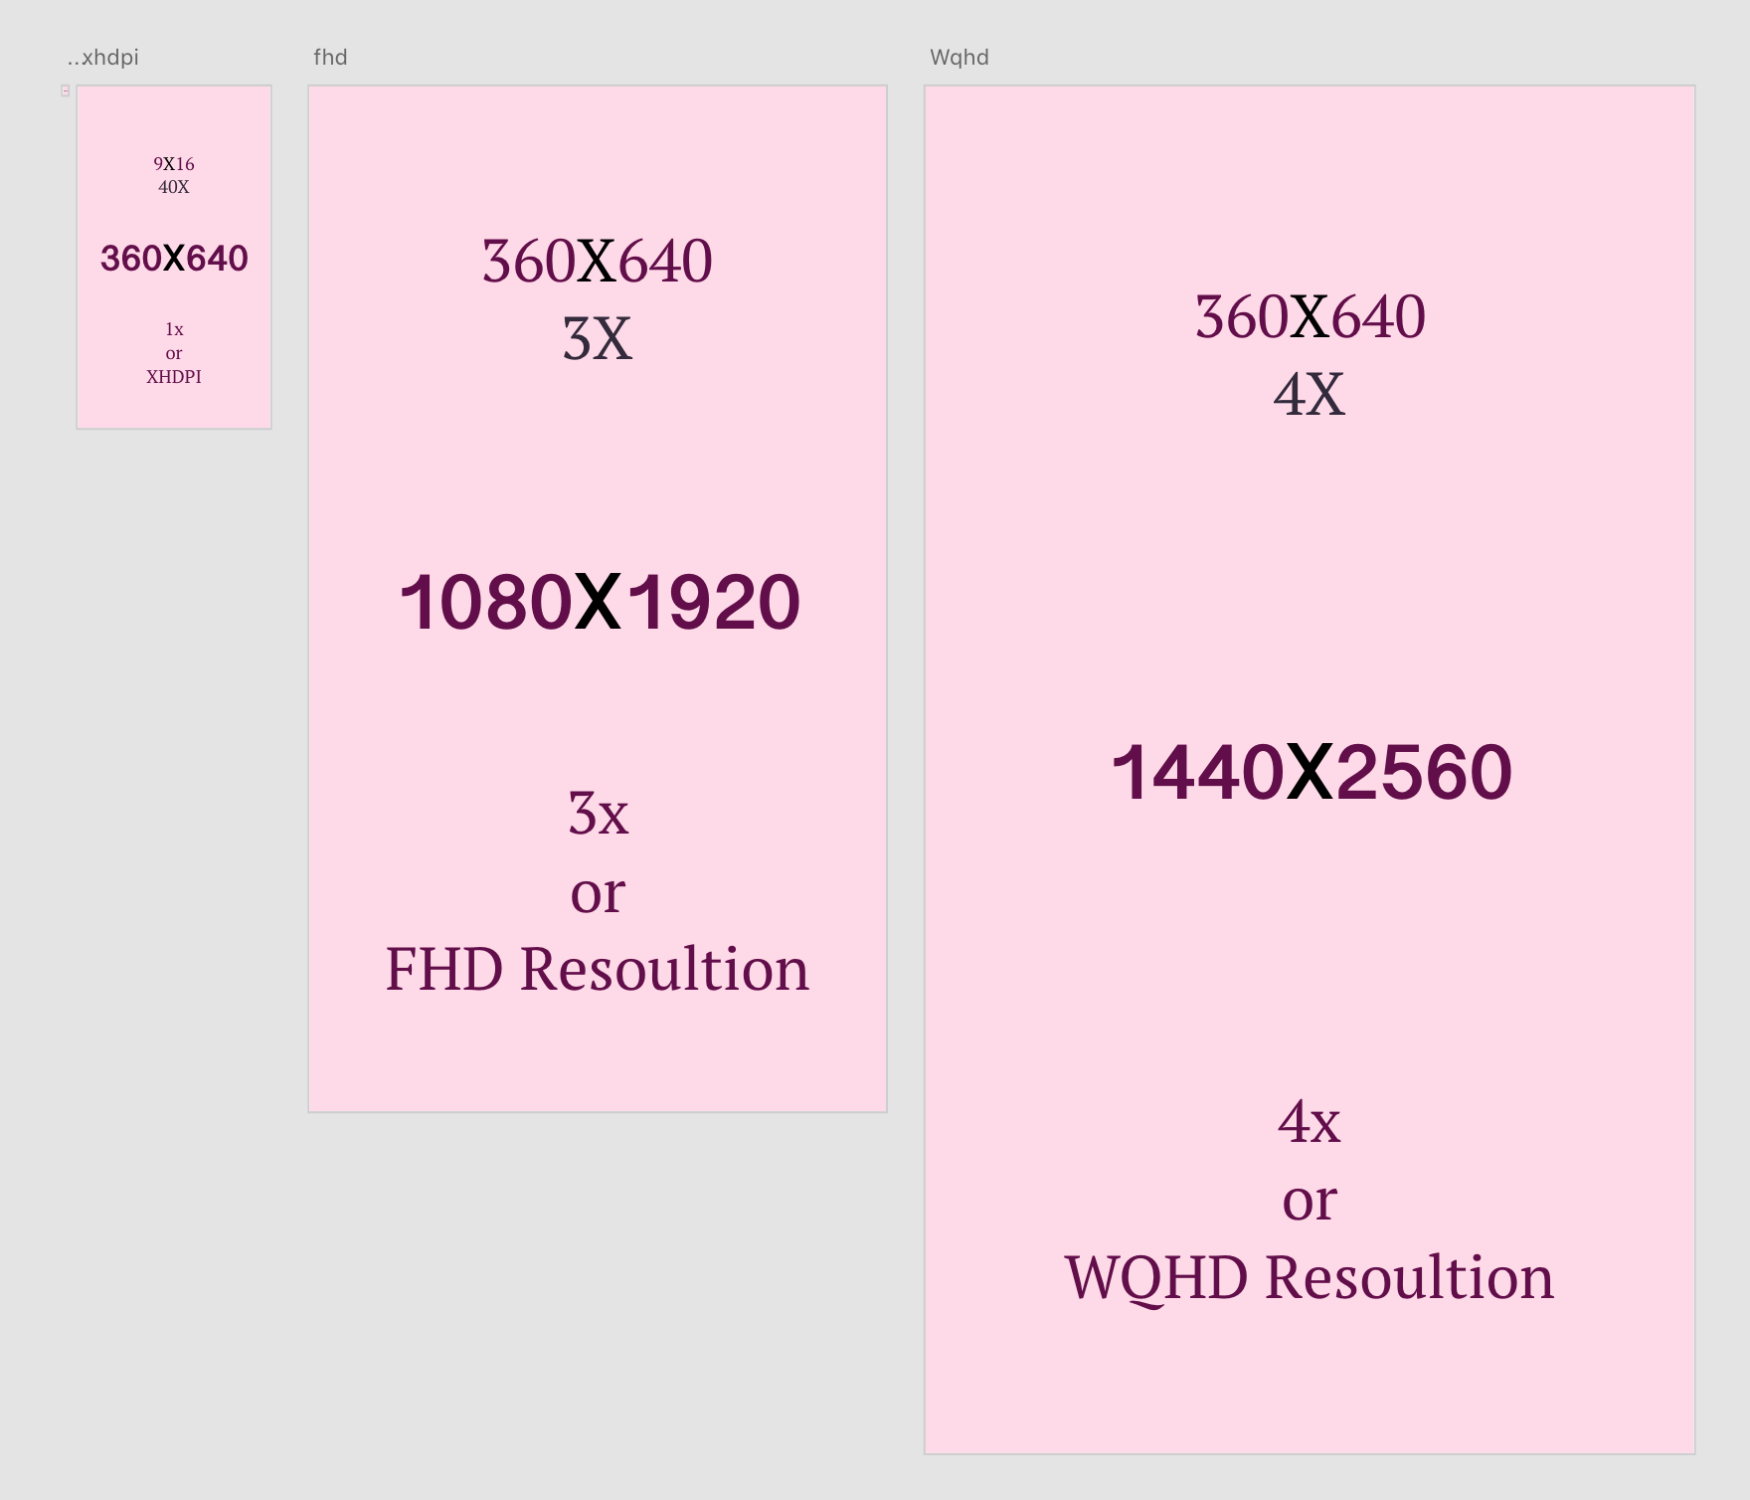 ...xhdpi
9X16
40X
360X640
1x
or
XHDPI
fhd
360X640
3X
1080X1920
3x
or
FHD Resoultion
Wqhd
360X640
4X
1440X2560
4x
or
WQHD Resoultion